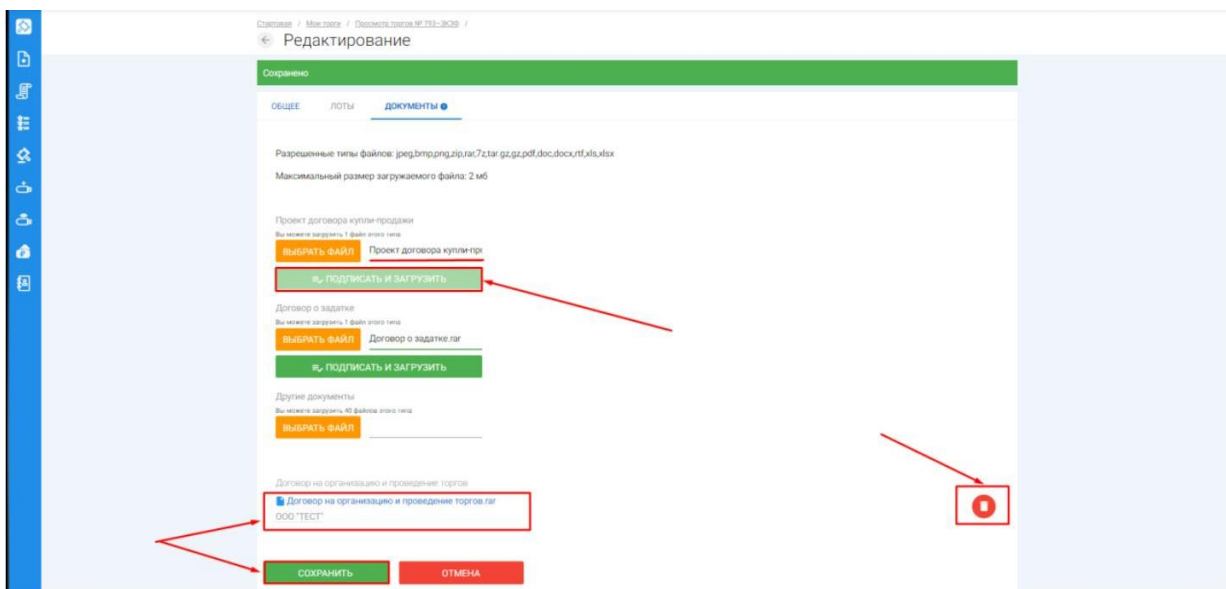 Стартовая / Мои торги / Просмотр торгов № 793-ЗКЭФ /
Редактирование
Сохранено
ОБЩЕЕ ЛОТЫ ДОКУМЕНТЫ
Разрешенные типы файлов: jpeg,bmp,png,zip,rar,7z,tar.gz,gz,pdf,doc,docx,rtf,xls,xlsx
Максимальный размер загружаемого файла: 2 мб
Проект договора купли-продажи
Вы можете загрузить 1 файл этого типа
ВЫБРАТЬ ФАЙЛ Проект договора купли-про
ПОДПИСАТЬ И ЗАГРУЗИТЬ
Договор о задатке
Вы можете загрузить 1 файл этого типа
ВЫБРАТЬ ФАЙЛ Договор о задатке.rar
ПОДПИСАТЬ И ЗАГРУЗИТЬ
Другие документы
Вы можете загрузить 40 файлов этого типа
ВЫБРАТЬ ФАЙЛ
Договор на организацию и проведение торгов
Договор на организацию и проведение торгов.rar
ООО "ТЕСТ"
СОХРАНИТЬ ОТМЕНА